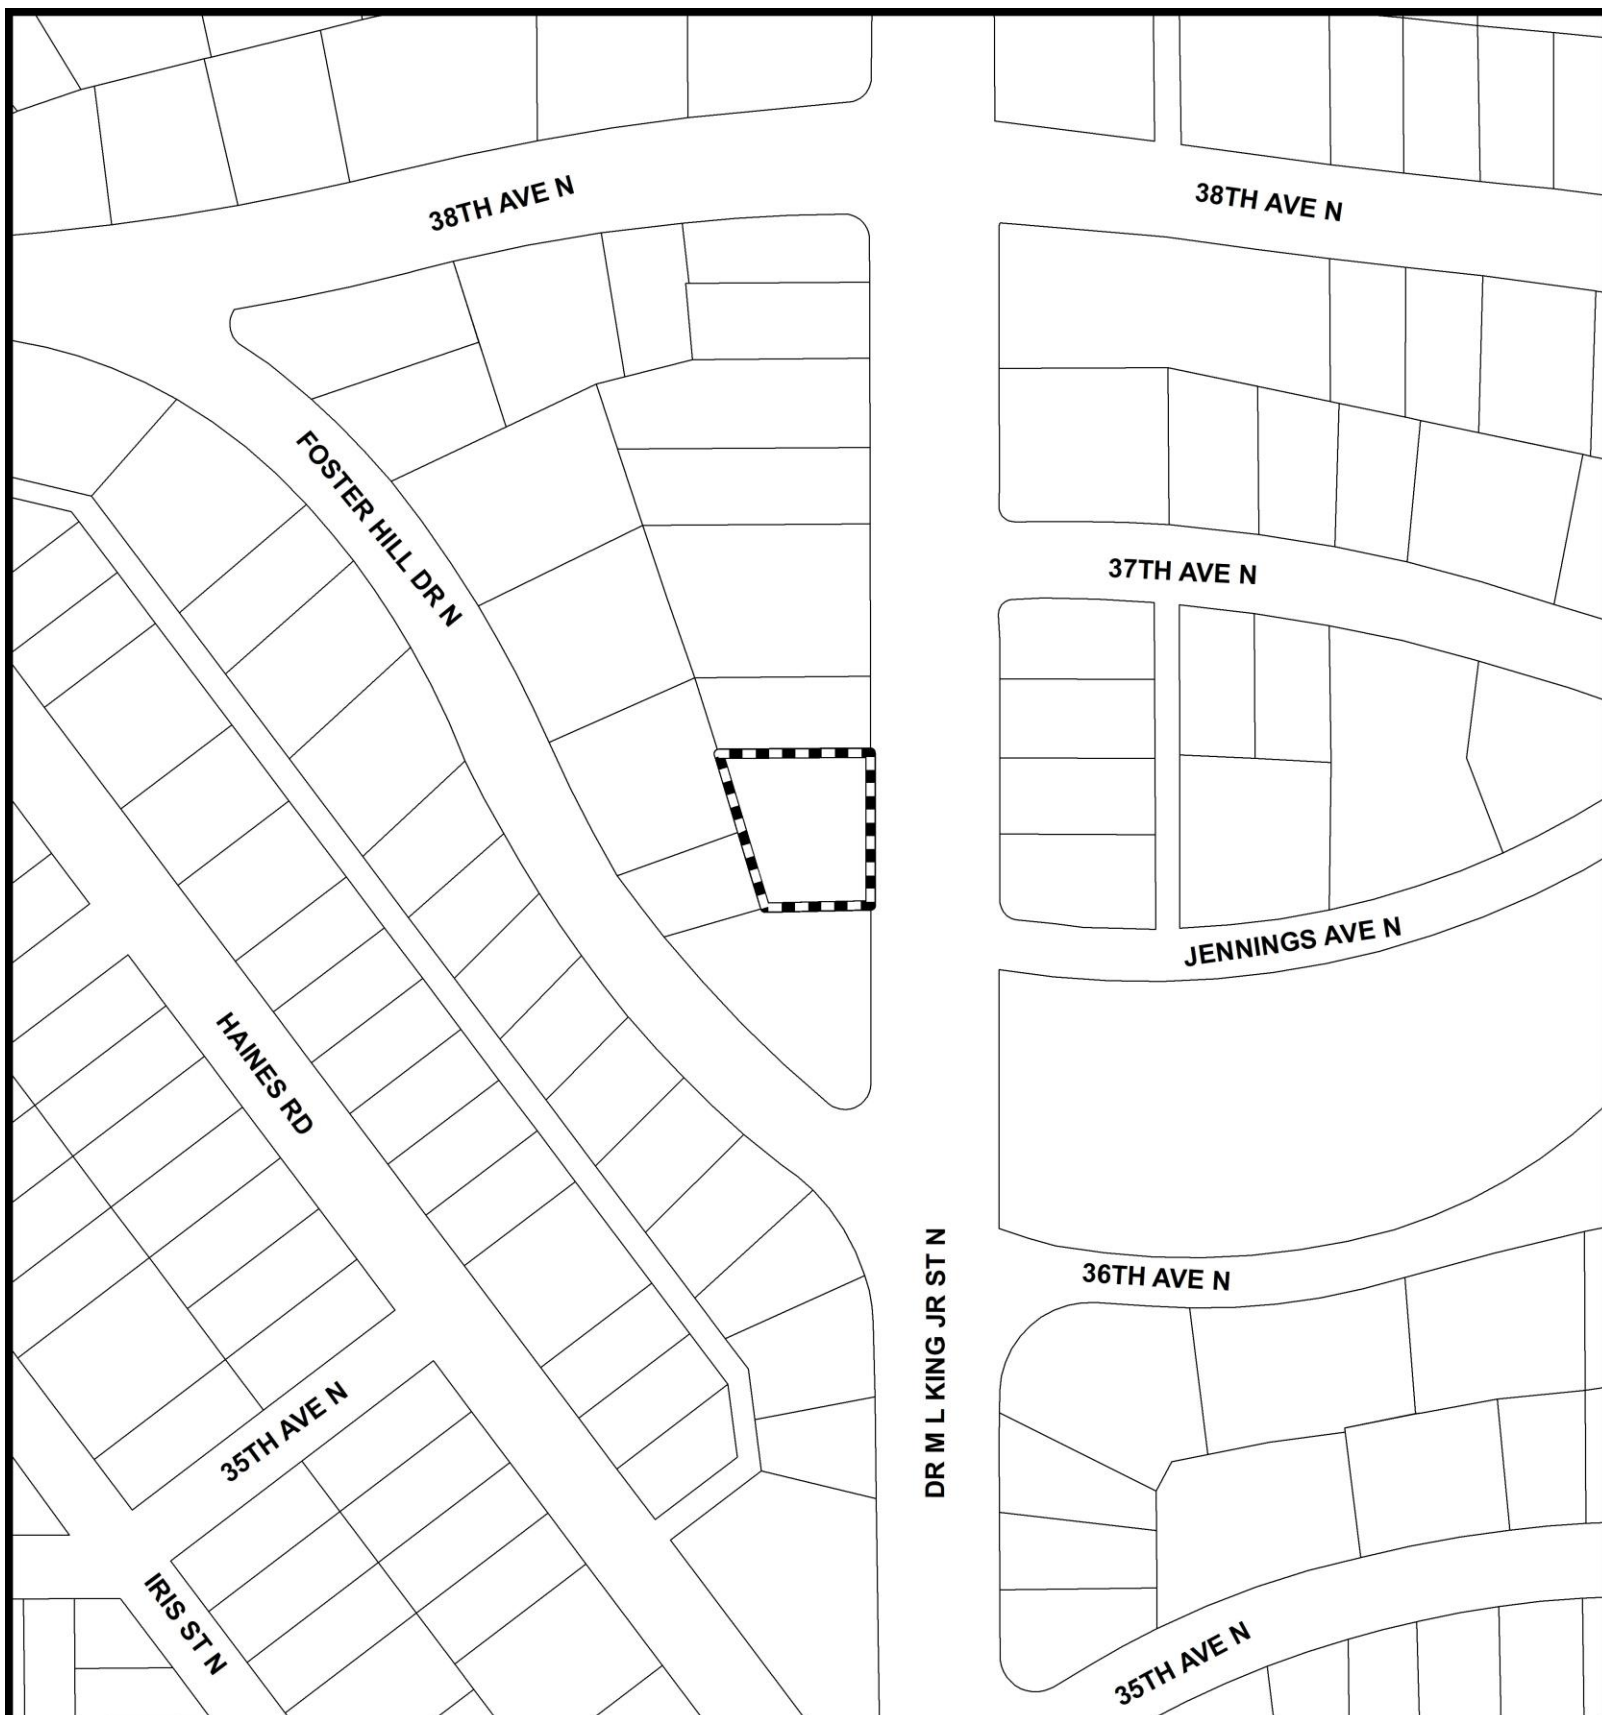 38TH AVE N
38TH AVE N
FOSTER HILL DR N
37TH AVE N
JENNINGS AVE N
HAINES RD
DR M L KING JR ST N
36TH AVE N
35TH AVE N
IRIS ST N
35TH AVE N